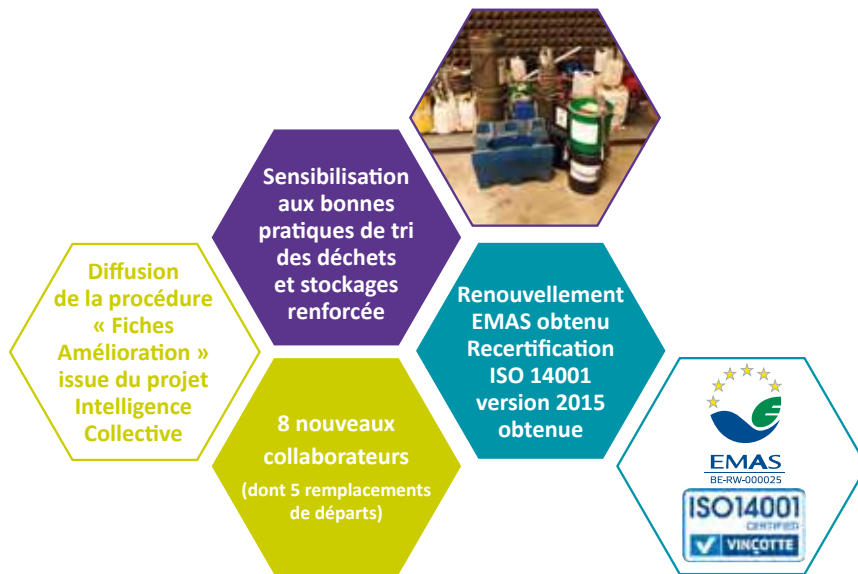 Sensibilisation
aux bonnes
pratiques de tri
des déchets
et stockages
renforcée
Diffusion
de la procédure
« Fiches
Amélioration »
issue du projet
Intelligence
Collective
Renouvellement
EMAS obtenu
Recertification
ISO 14001
version 2015
obtenue
8 nouveaux
collaborateurs
(dont 5 remplacements
de départs)
EMAS
BE-RW-000025
ISO14001
CERTIFIED
VINÇOTTE